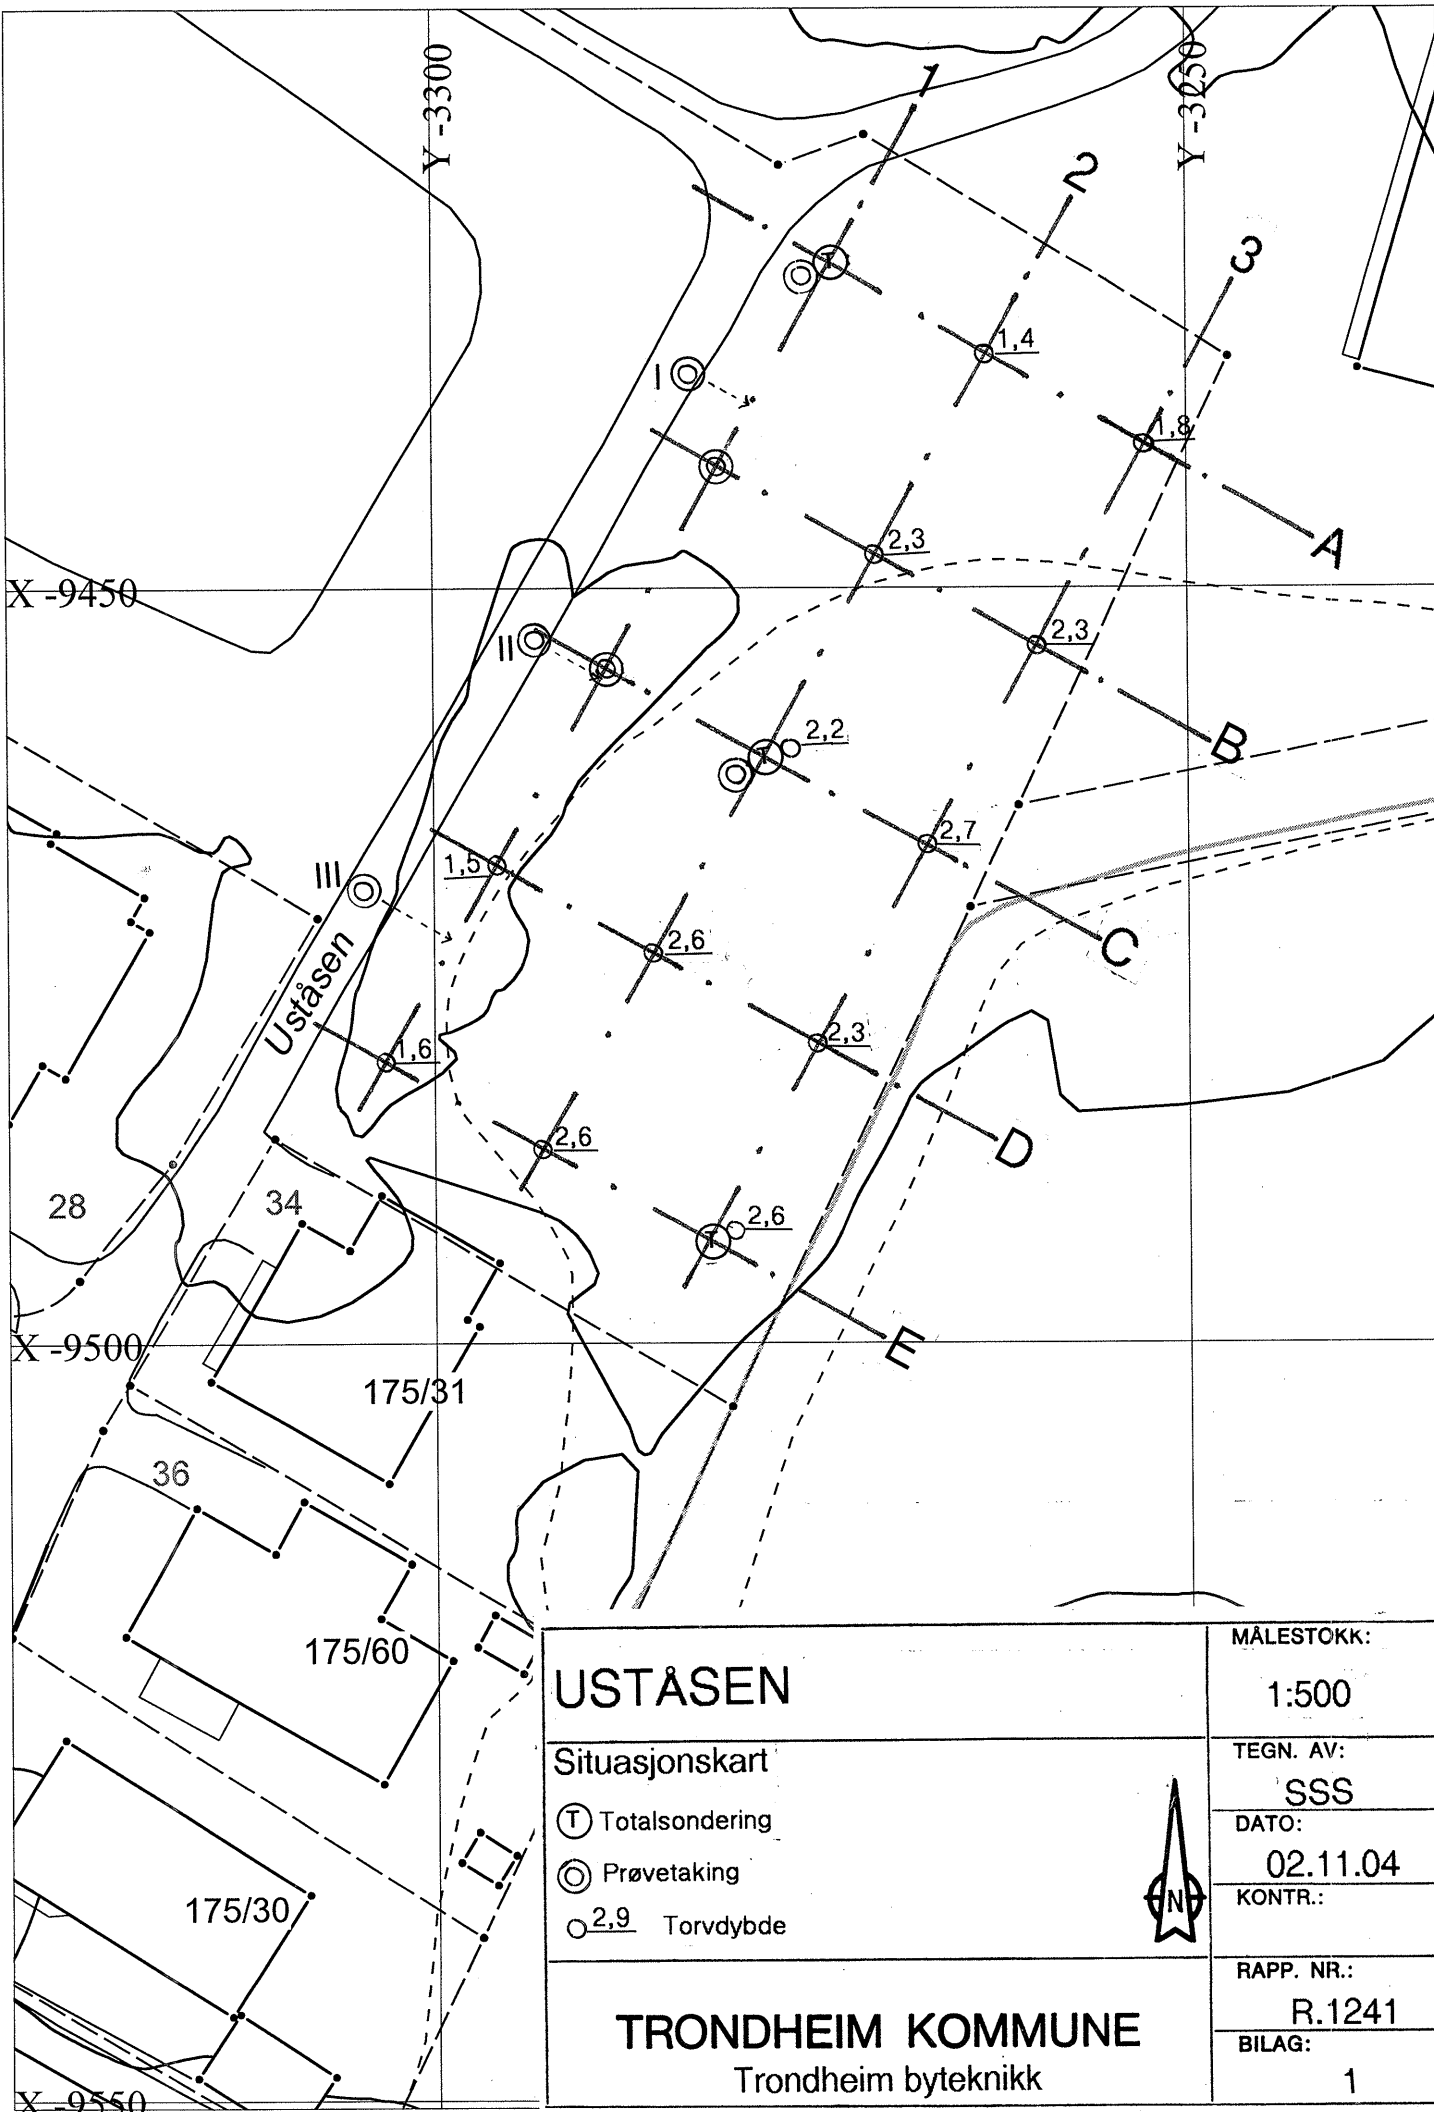 Y -3300
Y -3250
1
2
3
T
1,4
1,8
I
A
2,3
X -9450
II
2,3
B
2,2
T
2,7
1,5
III
C
2,6
Uståsen
2,3
1,6
D
2,6
28
34
2,6
T
E
X -9500
175/31
36
175/60
175/30
X -9550
USTÅSEN
Situasjonskart
T Totalsondering
Prøvetaking
2,9 Torvdybde
N
TRONDHEIM KOMMUNE
Trondheim byteknikk
MÅLESTOKK:
1:500
TEGN. AV:
SSS
DATO:
02.11.04
KONTR.:
RAPP. NR.:
R.1241
BILAG:
1